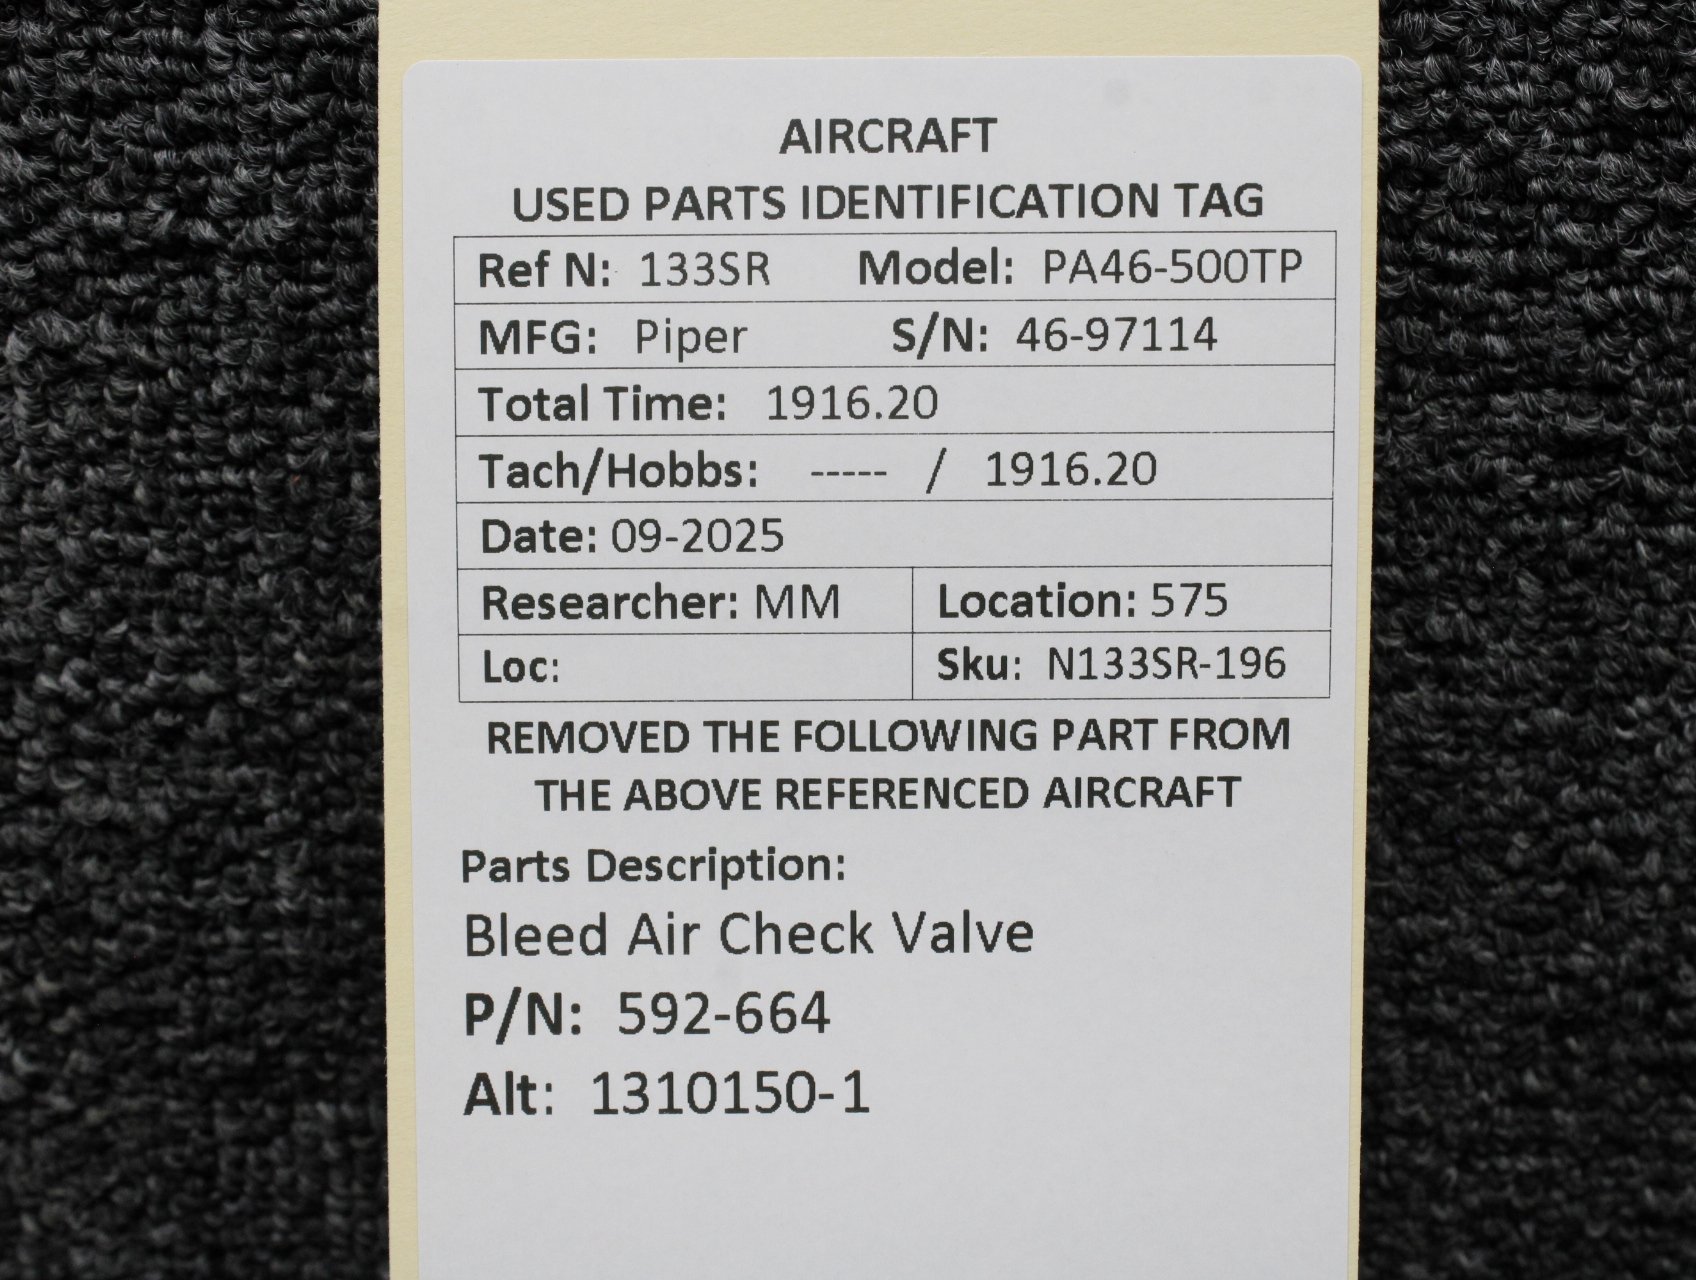 AIRCRAFT
USED PARTS IDENTIFICATION TAG
Ref N: 133SR Model: PA46-500TP
MFG: Piper S/N: 46-97114
Total Time: 1916.20
Tach/Hobbs: ----- / 1916.20
Date: 09-2025
Researcher: MM Location: 575
Loc: Sku: N133SR-196
REMOVED THE FOLLOWING PART FROM
THE ABOVE REFERENCED AIRCRAFT
Parts Description:
Bleed Air Check Valve
P/N: 592-664
Alt: 1310150-1